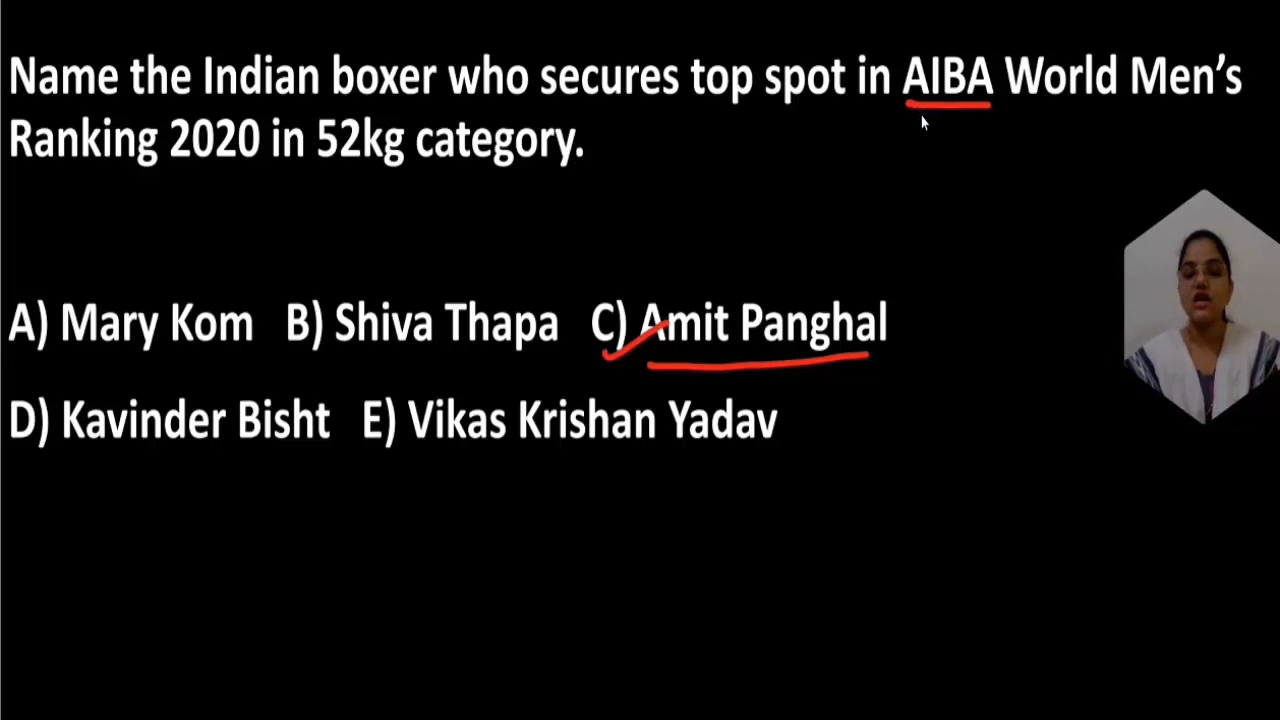 Name the Indian boxer who secures top spot in AIBA World Men’s
Ranking 2020 in 52kg category.
A) Mary Kom B) Shiva Thapa C) Amit Panghal
D) Kavinder Bisht E) Vikas Krishan Yadav